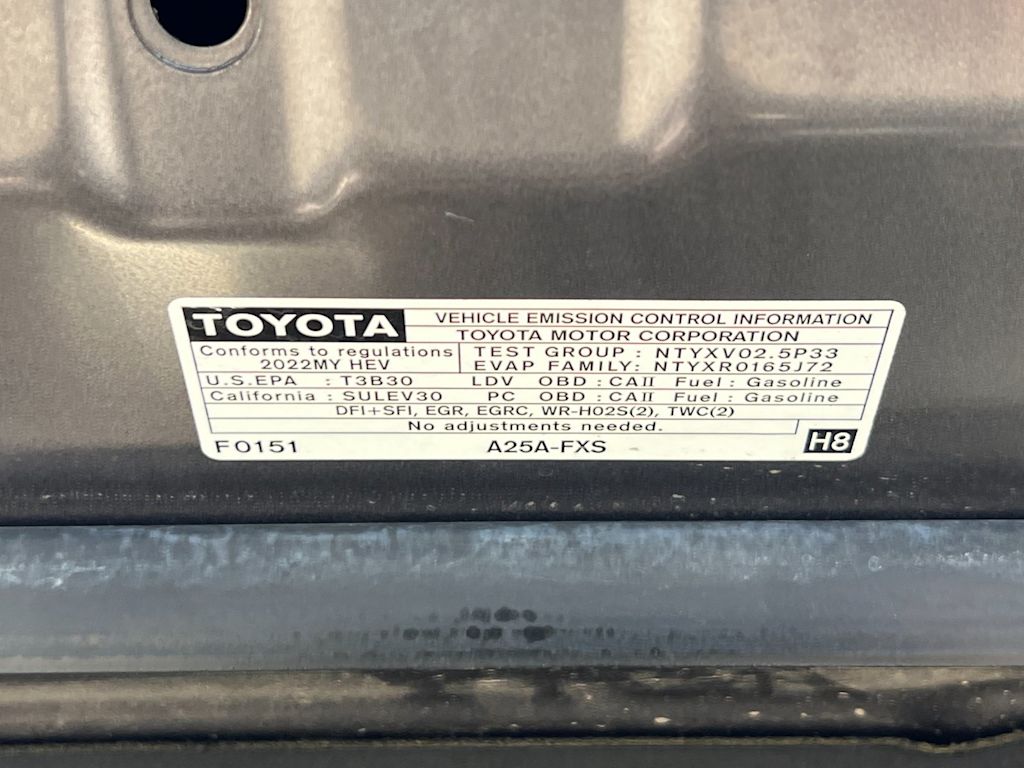 TOYOTA VEHICLE EMISSION CONTROL INFORMATION
TOYOTA MOTOR CORPORATION
Conforms to regulations TEST GROUP : NTYXV02.5P33
2022MY HEV EVAP FAMILY: NTYXR0165J72
U.S.EPA : T3B30 LDV OBD : CAII Fuel : Gasoline
California : SULEV30 PC OBD : CAII Fuel : Gasoline
DFI+SFI, EGR, EGRC, WR-HO2S(2), TWC(2)
No adjustments needed.
F0151 A25A-FXS H8